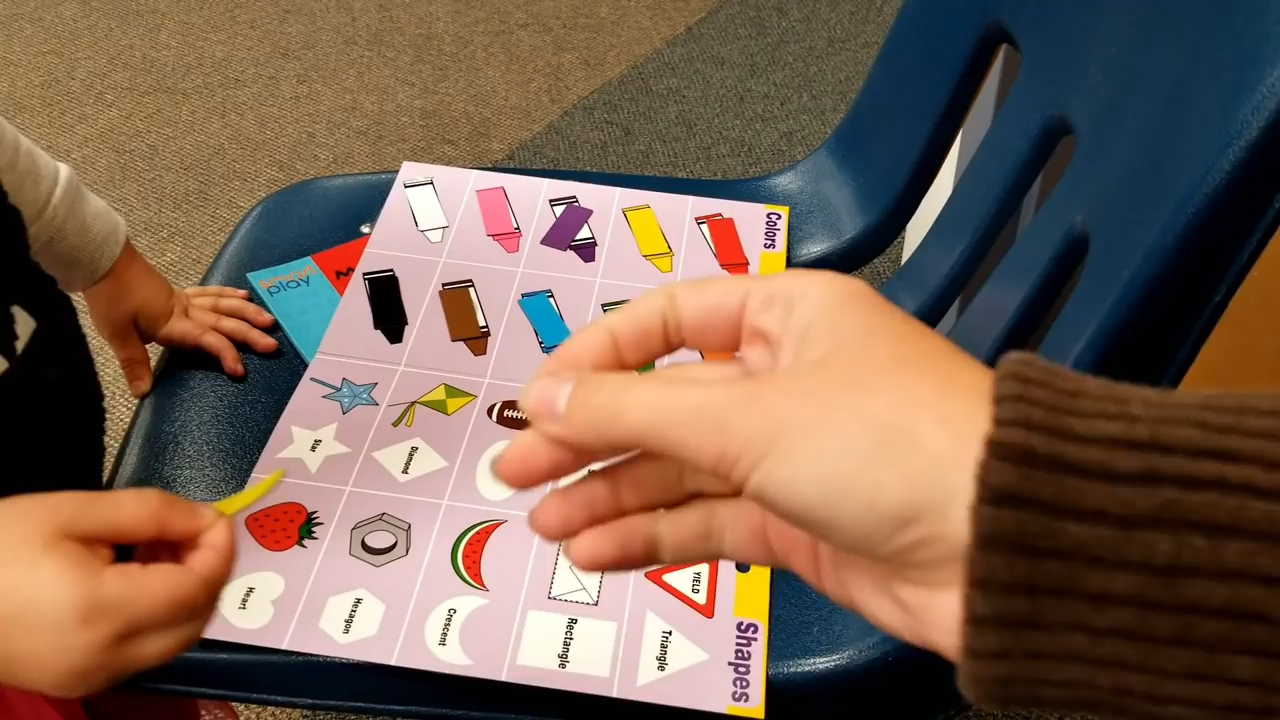 Colors
smart
play
M
Star
Diamond
YIELD
Heart
Hexagon
Crescent
Rectangle
Triangle
Shapes